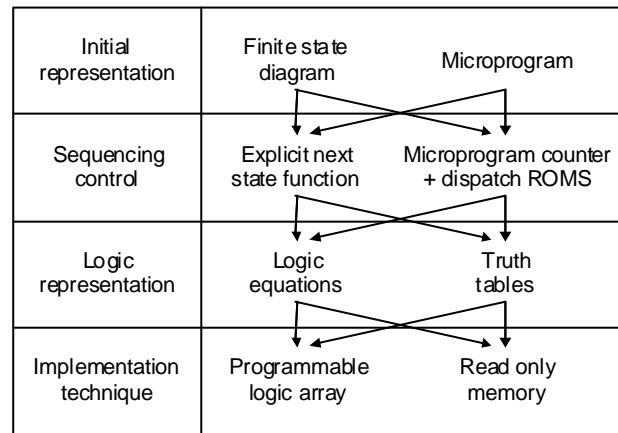 Initial
representation
Finite state
diagram
Microprogram
Sequencing
control
Explicit next
state function
Microprogram counter
+ dispatch ROMS
Logic
representation
Logic
equations
Truth
tables
Implementation
technique
Programmable
logic array
Read only
memory